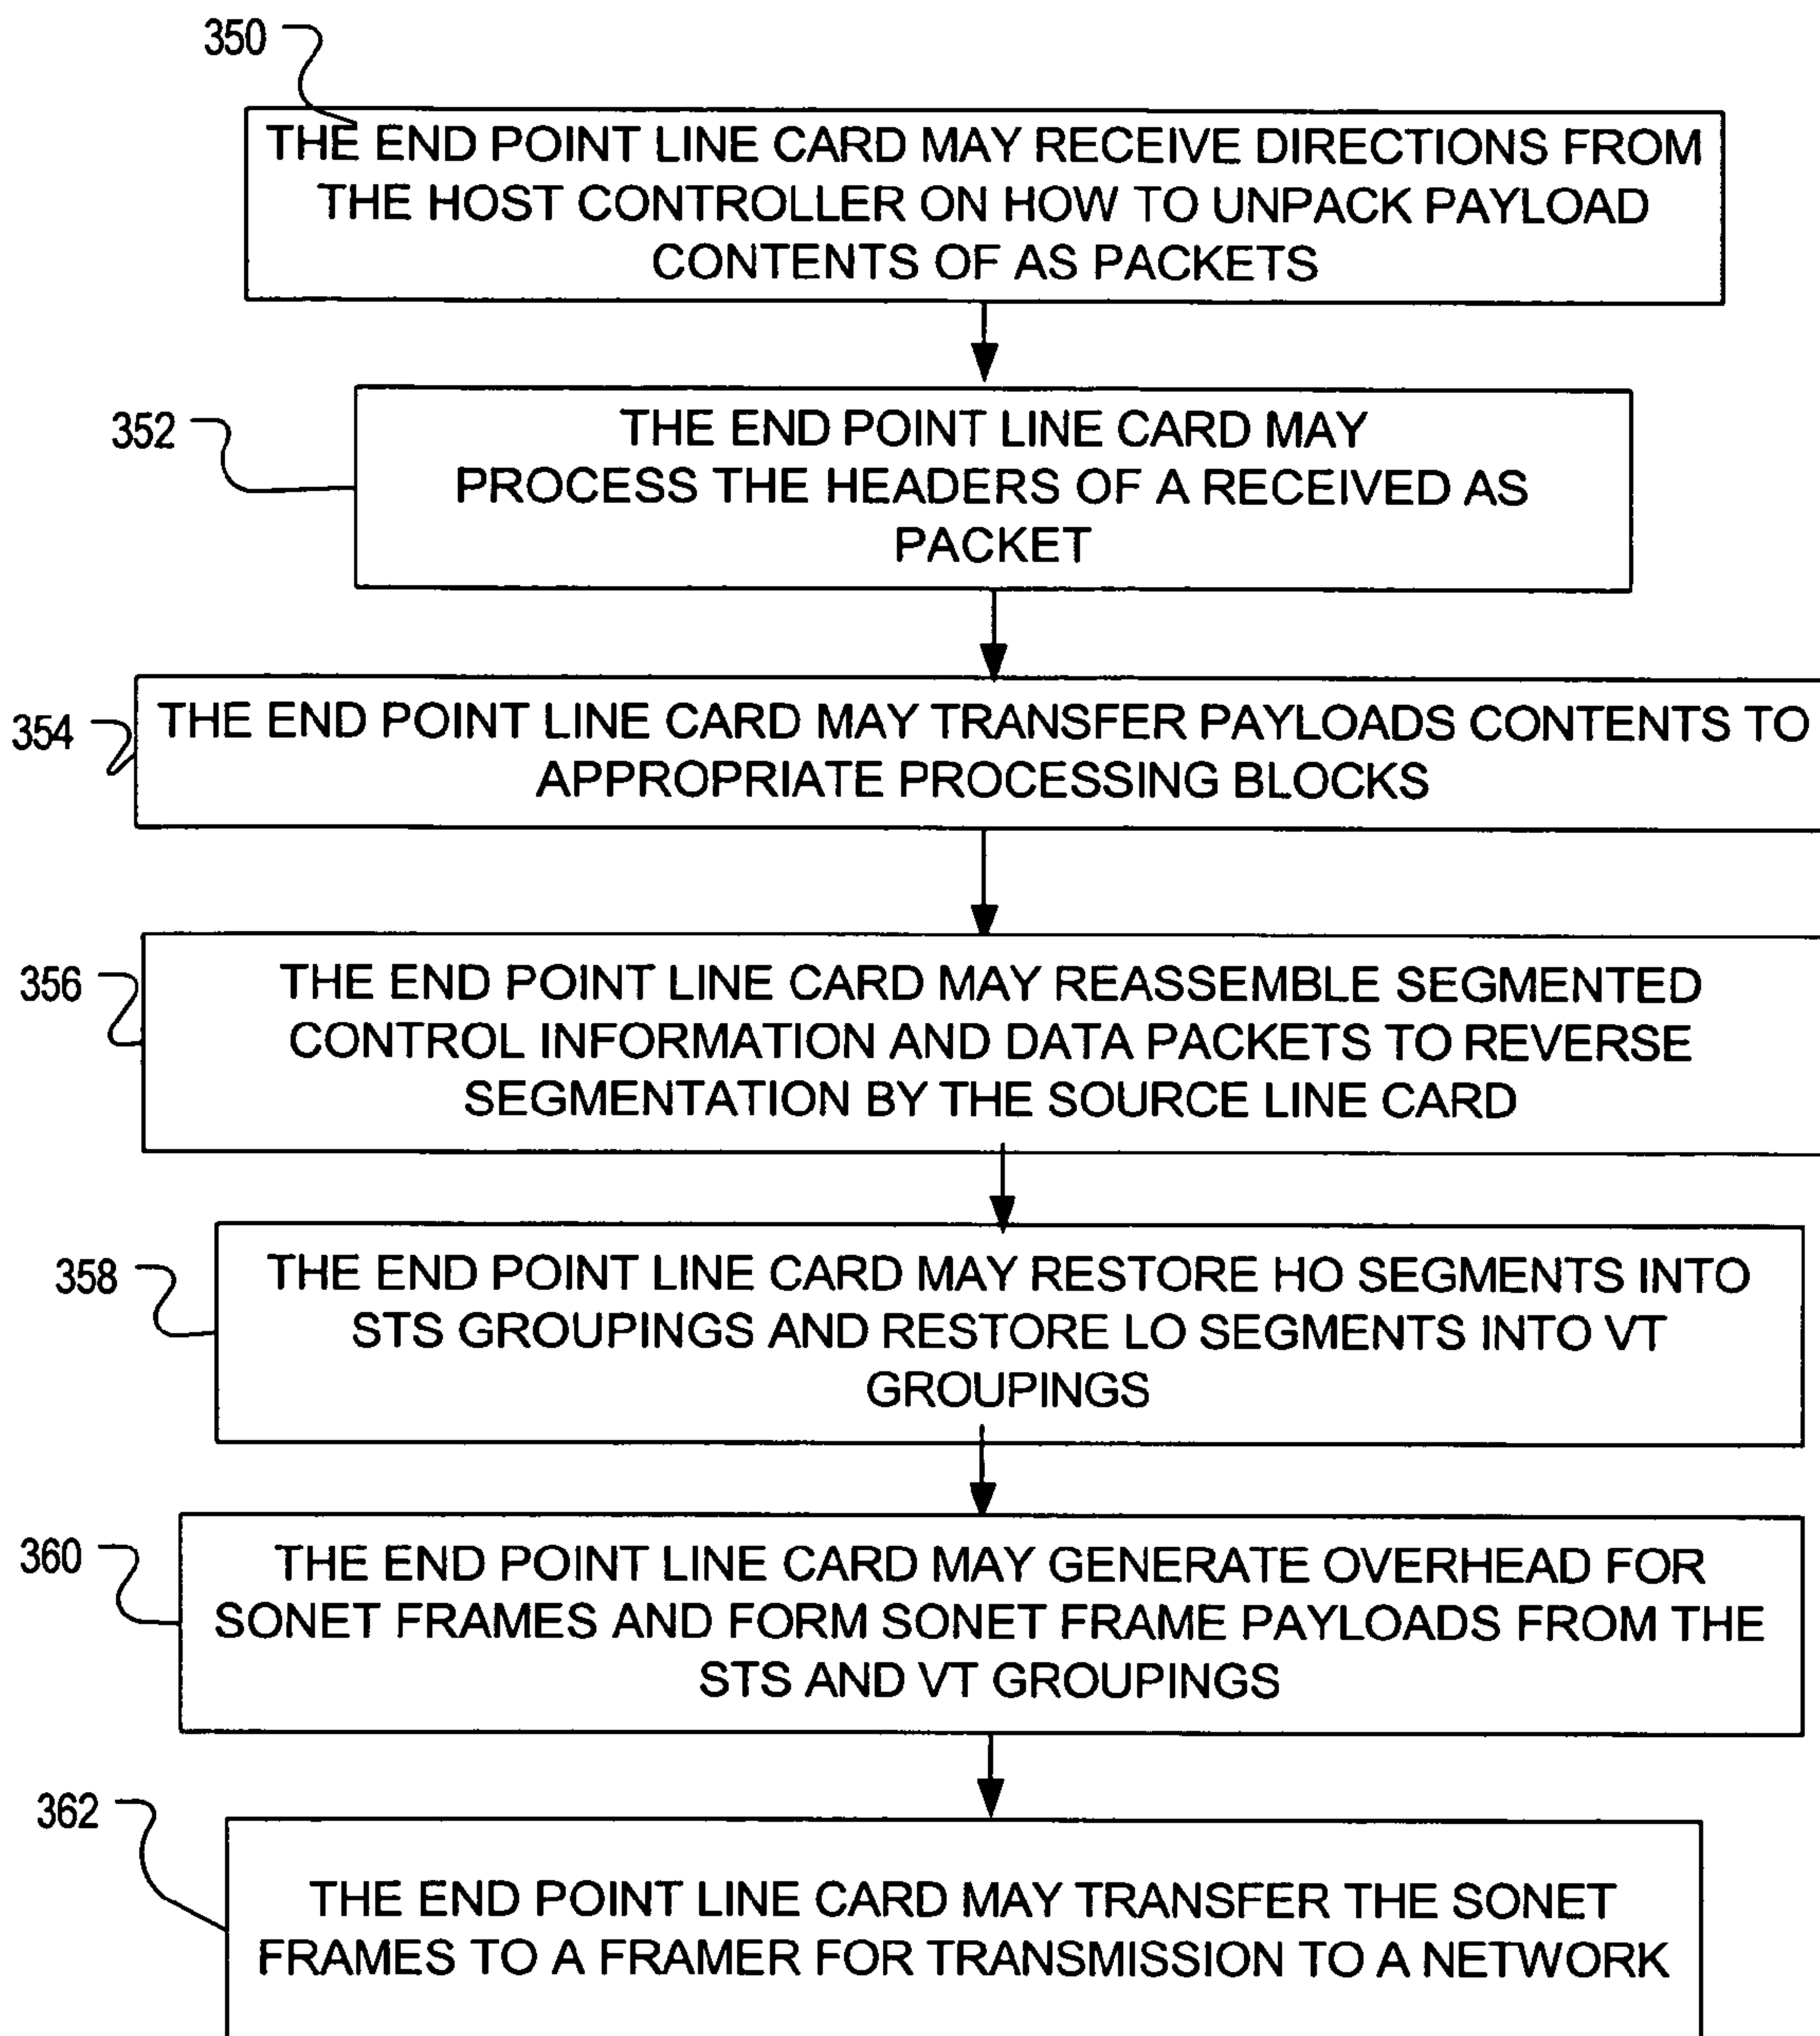 350
THE END POINT LINE CARD MAY RECEIVE DIRECTIONS FROM
THE HOST CONTROLLER ON HOW TO UNPACK PAYLOAD
CONTENTS OF AS PACKETS
352
THE END POINT LINE CARD MAY
PROCESS THE HEADERS OF A RECEIVED AS
PACKET
354
THE END POINT LINE CARD MAY TRANSFER PAYLOADS CONTENTS TO
APPROPRIATE PROCESSING BLOCKS
356
THE END POINT LINE CARD MAY REASSEMBLE SEGMENTED
CONTROL INFORMATION AND DATA PACKETS TO REVERSE
SEGMENTATION BY THE SOURCE LINE CARD
358
THE END POINT LINE CARD MAY RESTORE HO SEGMENTS INTO
STS GROUPINGS AND RESTORE LO SEGMENTS INTO VT
GROUPINGS
360
THE END POINT LINE CARD MAY GENERATE OVERHEAD FOR
SONET FRAMES AND FORM SONET FRAME PAYLOADS FROM THE
STS AND VT GROUPINGS
362
THE END POINT LINE CARD MAY TRANSFER THE SONET
FRAMES TO A FRAMER FOR TRANSMISSION TO A NETWORK